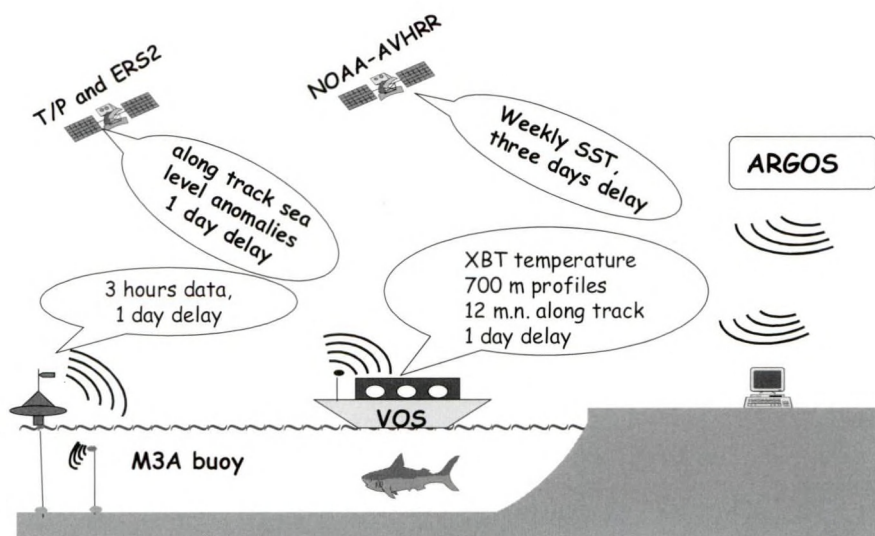 T/P and ERS2
along track sea
level anomalies
1 day delay
NOAA-AVHRR
Weekly SST,
three days delay
ARGOS
3 hours data,
1 day delay
XBT temperature
700 m profiles
12 m.n. along track
1 day delay
VOS
M3A buoy